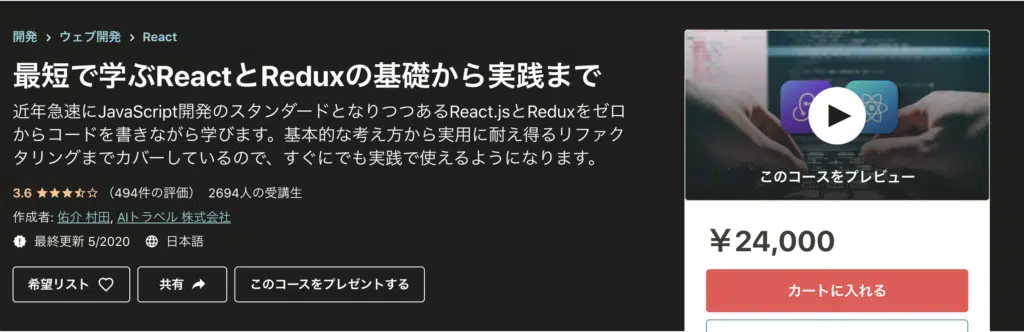 開発 > ウェブ開発 > React
最短で学ぶReactとReduxの基礎から実践まで
近年急速にJavaScript開発のスタンダードとなりつつあるReact.jsとReduxをゼロ
からコードを書きながら学びます。基本的な考え方から実用に耐え得るリファク
タリングまでカバーしているので、すぐにでも実践で使えるようになります。
3.6 (494件の評価) 2694人の受講生
作成者: 佑介 村田, AIトラベル 株式会社
最終更新 5/2020 日本語
希望リスト 共有 このコースをプレゼントする
このコースをプレビュー
¥24,000
カートに入れる